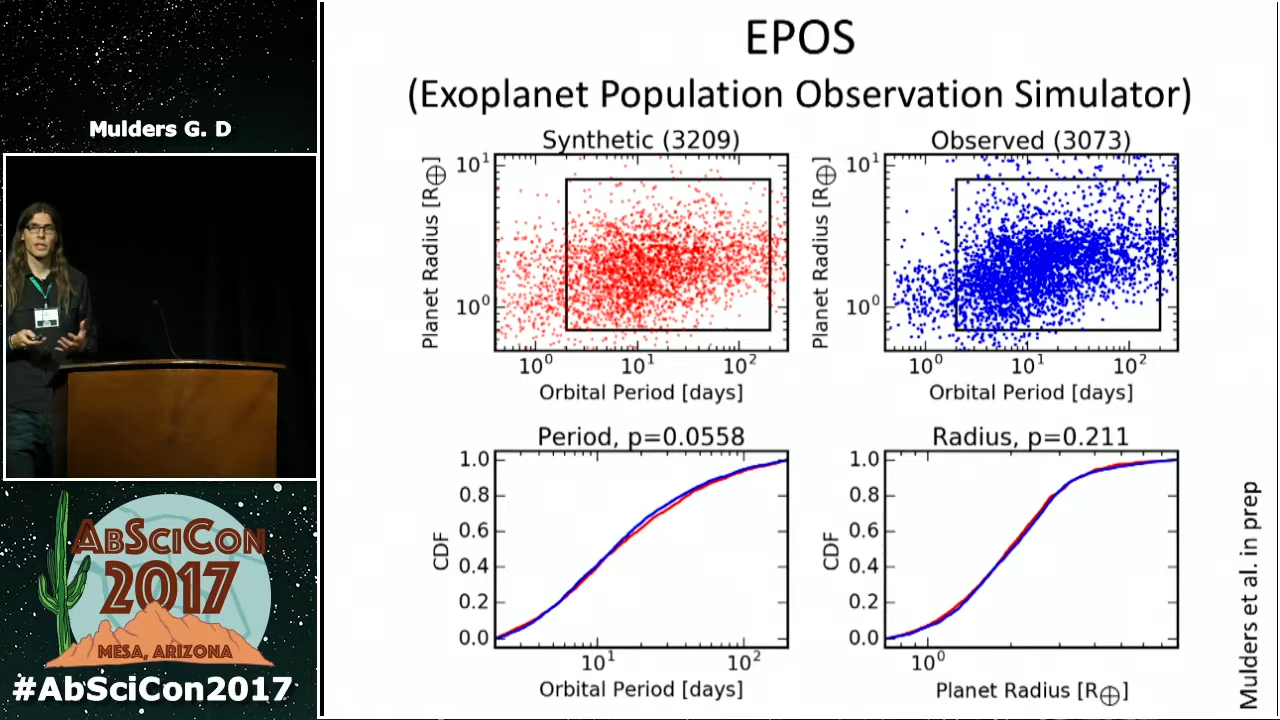 Mulders G. D
ABSCICON
2017
MESA, ARIZONA
#AbSciCon2017
EPOS
(Exoplanet Population Observation Simulator)
Synthetic (3209)
Planet Radius [R⨁]
10¹
10⁰
10⁰ 10¹ 10²
Orbital Period [days]
Observed (3073)
Planet Radius [R⨁]
10¹
10⁰
10⁰ 10¹ 10²
Orbital Period [days]
Period, p=0.0558
CDF
1.0
0.8
0.6
0.4
0.2
0.0
10¹ 10²
Orbital Period [days]
Radius, p=0.211
CDF
1.0
0.8
0.6
0.4
0.2
0.0
10⁰
Planet Radius [R⨁]
Mulders et al. in prep